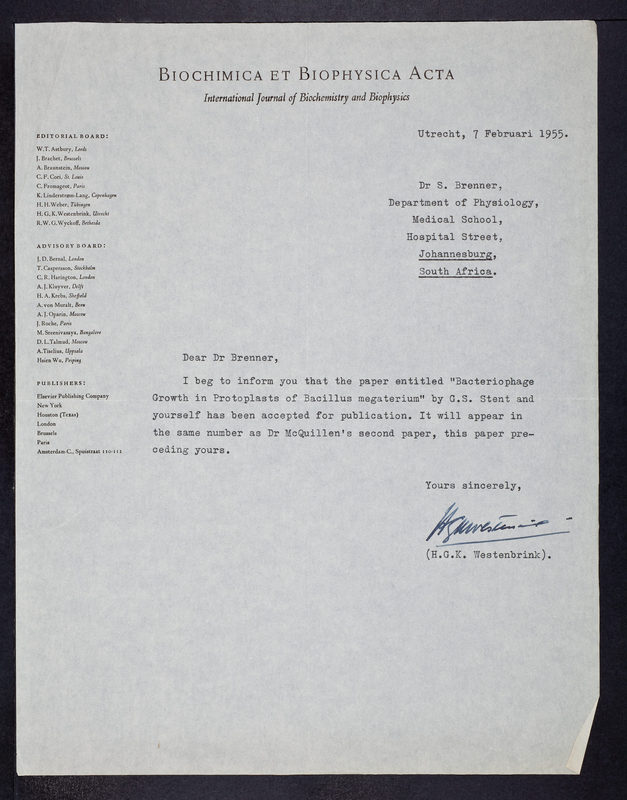 BIOCHIMICA ET BIOPHYSICA ACTA
International Journal of Biochemistry and Biophysics
EDITORIAL BOARD:
W.T. Astbury, Leeds
J. Brachet, Brussels
A. Braunstein, Moscow
C.F. Cori, St. Louis
C. Fromageot, Paris
K. Linderstrøm-Lang, Copenhagen
H.H. Weber, Tübingen
H.G.K. Westenbrink, Utrecht
R.W.G. Wyckoff, Bethesda
ADVISORY BOARD:
J.D. Bernal, London
T. Caspersson, Stockholm
C.R. Harington, London
A.J. Kluyver, Delft
H.A. Krebs, Sheffield
A. von Muralt, Bern
A.J. Oparin, Moscow
J. Roche, Paris
M. Sreenivasaya, Bangalore
D.L. Talmud, Moscow
A. Tiselius, Uppsala
Hsien Wu, Peiping
PUBLISHERS:
Elsevier Publishing Company
New York
Houston (Texas)
London
Brussels
Paris
Amsterdam-C., Spuistraat 110-112
Utrecht, 7 Februari 1955.
Dr S. Brenner,
Department of Physiology,
Medical School,
Hospital Street,
Johannesburg,
South Africa.
Dear Dr Brenner,
I beg to inform you that the paper entitled "Bacteriophage
Growth in Protoplasts of Bacillus megaterium" by G.S. Stent and
yourself has been accepted for publication. It will appear in
the same number as Dr McQuillen's second paper, this paper pre-
ceding yours.
Yours sincerely,
HGKWestenbrink
(H.G.K. Westenbrink).